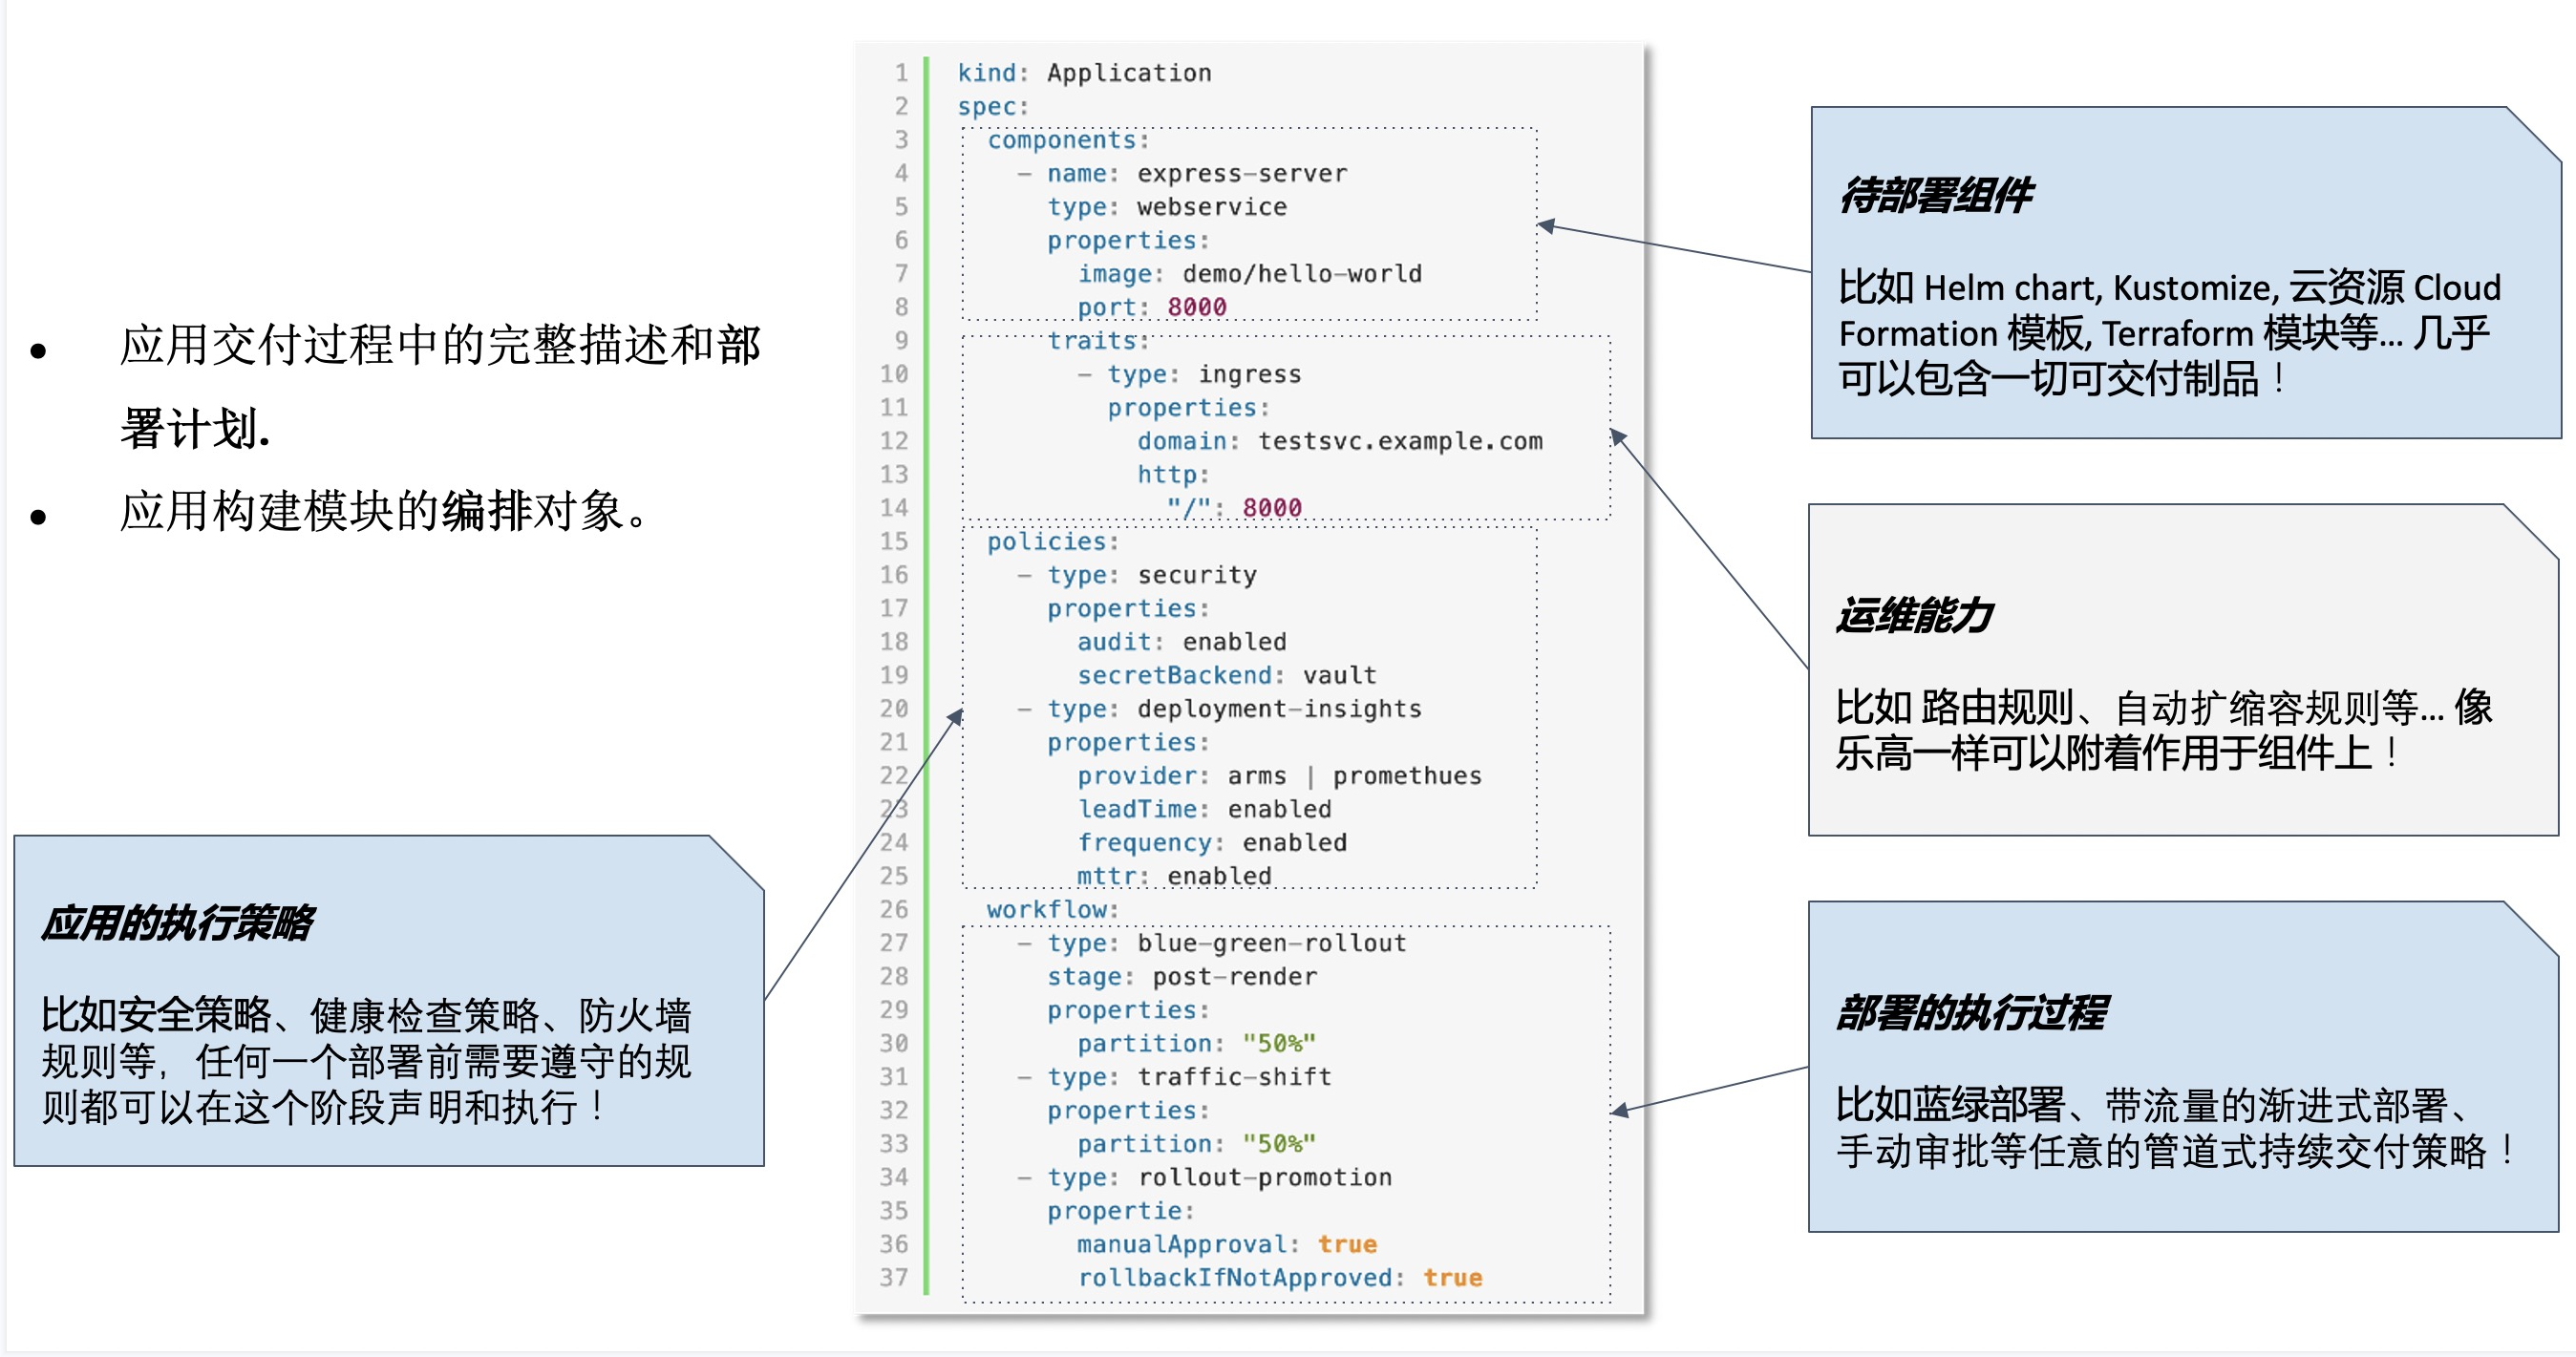 应用交付过程中的完整描述和部
署计划.
应用构建模块的编排对象。
应用的执行策略
比如安全策略、健康检查策略、防火墙
规则等，任何一个部署前需要遵守的规
则都可以在这个阶段声明和执行！
1 kind: Application
2 spec:
3 components:
4 - name: express-server
5 type: webservice
6 properties:
7 image: demo/hello-world
8 port: 8000
9 traits:
10 - type: ingress
11 properties:
12 domain: testsvc.example.com
13 http:
14 "/": 8000
15 policies:
16 - type: security
17 properties:
18 audit: enabled
19 secretBackend: vault
20 - type: deployment-insights
21 properties:
22 provider: arms | promethues
23 leadTime: enabled
24 frequency: enabled
25 mttr: enabled
26 workflow:
27 - type: blue-green-rollout
28 stage: post-render
29 properties:
30 partition: "50%"
31 - type: traffic-shift
32 properties:
33 partition: "50%"
34 - type: rollout-promotion
35 propertie:
36 manualApproval: true
37 rollbackIfNotApproved: true
待部署组件
比如 Helm chart, Kustomize, 云资源 Cloud
Formation 模板, Terraform 模块等... 几乎
可以包含一切可交付制品！
运维能力
比如 路由规则、自动扩缩容规则等... 像
乐高一样可以附着作用于组件上！
部署的执行过程
比如蓝绿部署、带流量的渐进式部署、
手动审批等任意的管道式持续交付策略！